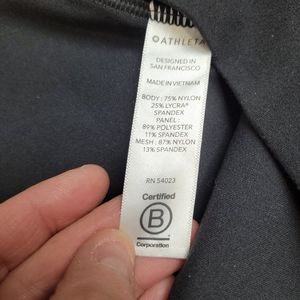 ATHLETA
DESIGNED IN
SAN FRANCISCO
MADE IN VIETNAM
BODY : 75% NYLON
25% LYCRA®
SPANDEX
PANEL :
89% POLYESTER
11% SPANDEX
MESH : 87% NYLON
13% SPANDEX
RN 54023
Certified
B
Corporation